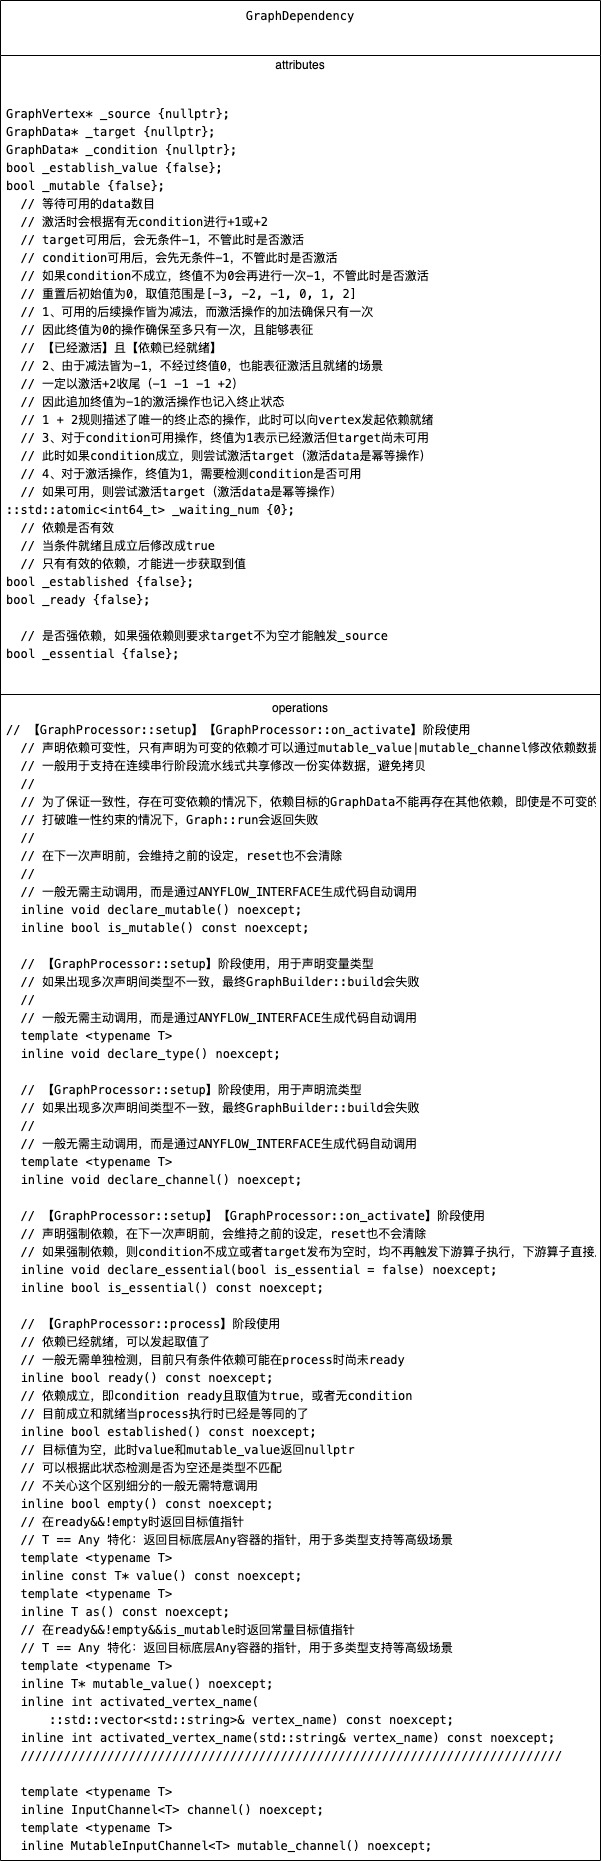 GraphDependency
attributes
GraphVertex* _source {nullptr};
GraphData* _target {nullptr};
GraphData* _condition {nullptr};
bool _establish_value {false};
bool _mutable {false};
// 等待可用的data数目
// 激活时会根据有无condition进行+1或+2
// target可用后，会无条件-1，不管此时是否激活
// condition可用后，会先无条件-1，不管此时是否激活
// 如果condition不成立，终值不为0会再进行一次-1，不管此时是否激活
// 重置后初始值为0，取值范围是[-3, -2, -1, 0, 1, 2]
// 1、可用的后续操作皆为减法，而激活操作的加法确保只有一次
// 因此终值为0的操作确保至多只有一次，且能够表征
// 【已经激活】且【依赖已经就绪】
// 2、由于减法皆为-1，不经过终值0，也能表征激活且就绪的场景
// 一定以激活+2收尾（-1 -1 -1 +2）
// 因此追加终值为-1的激活操作也记入终止状态
// 1 + 2规则描述了唯一的终止态的操作，此时可以向vertex发起依赖就绪
// 3、对于condition可用操作，终值为1表示已经激活但target尚未可用
// 此时如果condition成立，则尝试激活target（激活data是幂等操作）
// 4、对于激活操作，终值为1，需要检测condition是否可用
// 如果可用，则尝试激活target（激活data是幂等操作）
::std::atomic<int64_t> _waiting_num {0};
// 依赖是否有效
// 当条件就绪且成立后修改成true
// 只有有效的依赖，才能进一步获取到值
bool _established {false};
bool _ready {false};
// 是否强依赖，如果强依赖则要求target不为空才能触发_source
bool _essential {false};
operations
// 【GraphProcessor::setup】【GraphProcessor::on_activate】阶段使用
// 声明依赖可变性，只有声明为可变的依赖才可以通过mutable_value|mutable_channel修改依赖数据
// 一般用于支持在连续串行阶段流水线式共享修改一份实体数据，避免拷贝
//
// 为了保证一致性，存在可变依赖的情况下，依赖目标的GraphData不能再存在其他依赖，即使是不可变的
// 打破唯一性约束的情况下，Graph::run会返回失败
//
// 在下一次声明前，会维持之前的设定，reset也不会清除
//
// 一般无需主动调用，而是通过ANYFLOW_INTERFACE生成代码自动调用
inline void declare_mutable() noexcept;
inline bool is_mutable() const noexcept;
// 【GraphProcessor::setup】阶段使用，用于声明变量类型
// 如果出现多次声明间类型不一致，最终GraphBuilder::build会失败
//
// 一般无需主动调用，而是通过ANYFLOW_INTERFACE生成代码自动调用
template <typename T>
inline void declare_type() noexcept;
// 【GraphProcessor::setup】阶段使用，用于声明流类型
// 如果出现多次声明间类型不一致，最终GraphBuilder::build会失败
//
// 一般无需主动调用，而是通过ANYFLOW_INTERFACE生成代码自动调用
template <typename T>
inline void declare_channel() noexcept;
// 【GraphProcessor::setup】【GraphProcessor::on_activate】阶段使用
// 声明强制依赖，在下一次声明前，会维持之前的设定，reset也不会清除
// 如果强制依赖，则condition不成立或者target发布为空时，均不再触发下游算子执行，下游算子直接
inline void declare_essential(bool is_essential = false) noexcept;
inline bool is_essential() const noexcept;
// 【GraphProcessor::process】阶段使用
// 依赖已经就绪，可以发起取值了
// 一般无需单独检测，目前只有条件依赖可能在process时尚未ready
inline bool ready() const noexcept;
// 依赖成立，即condition ready且取值为true，或者无condition
// 目前成立和就绪当process执行时已经是等同的了
inline bool established() const noexcept;
// 目标值为空，此时value和mutable_value返回nullptr
// 可以根据此状态检测是否为空还是类型不匹配
// 不关心这个区别细分的一般无需特意调用
inline bool empty() const noexcept;
// 在ready&&!empty时返回目标值指针
// T == Any 特化：返回目标底层Any容器的指针，用于多类型支持等高级场景
template <typename T>
inline const T* value() const noexcept;
template <typename T>
inline T as() const noexcept;
// 在ready&&!empty&&is_mutable时返回常量目标值指针
// T == Any 特化：返回目标底层Any容器的指针，用于多类型支持等高级场景
template <typename T>
inline T* mutable_value() noexcept;
inline int activated_vertex_name(
::std::vector<std::string>& vertex_name) const noexcept;
inline int activated_vertex_name(std::string& vertex_name) const noexcept;
///////////////////////////////////////////////////////////////////////////
template <typename T>
inline InputChannel<T> channel() noexcept;
template <typename T>
inline MutableInputChannel<T> mutable_channel() noexcept;